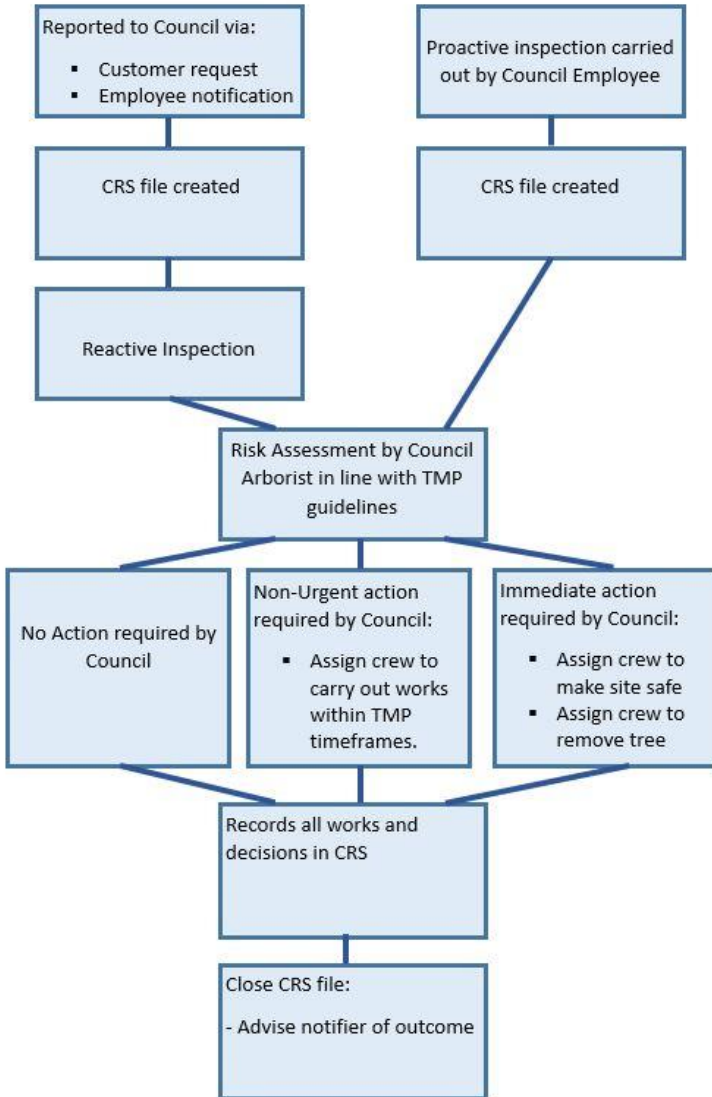 Reported to Council via:
▪ Customer request
▪ Employee notification
Proactive inspection carried
out by Council Employee
CRS file created
CRS file created
Reactive Inspection
Risk Assessment by Council
Arborist in line with TMP
guidelines
No Action required by
Council
Non-Urgent action
required by Council:
▪ Assign crew to
carry out works
within TMP
timeframes.
Immediate action
required by Council:
▪ Assign crew to
make site safe
▪ Assign crew to
remove tree
Records all works and
decisions in CRS
Close CRS file:
- Advise notifier of outcome